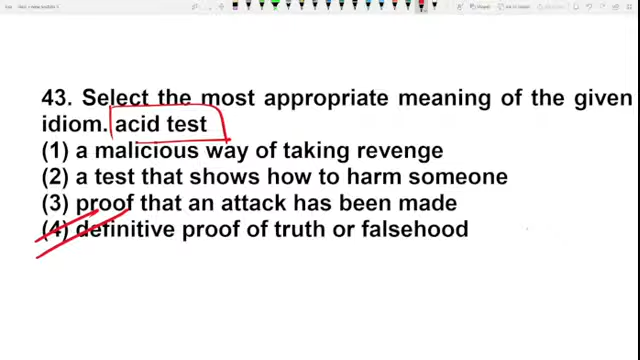 43. Select the most appropriate meaning of the given
idiom. acid test
(1) a malicious way of taking revenge
(2) a test that shows how to harm someone
(3) proof that an attack has been made
(4) definitive proof of truth or falsehood